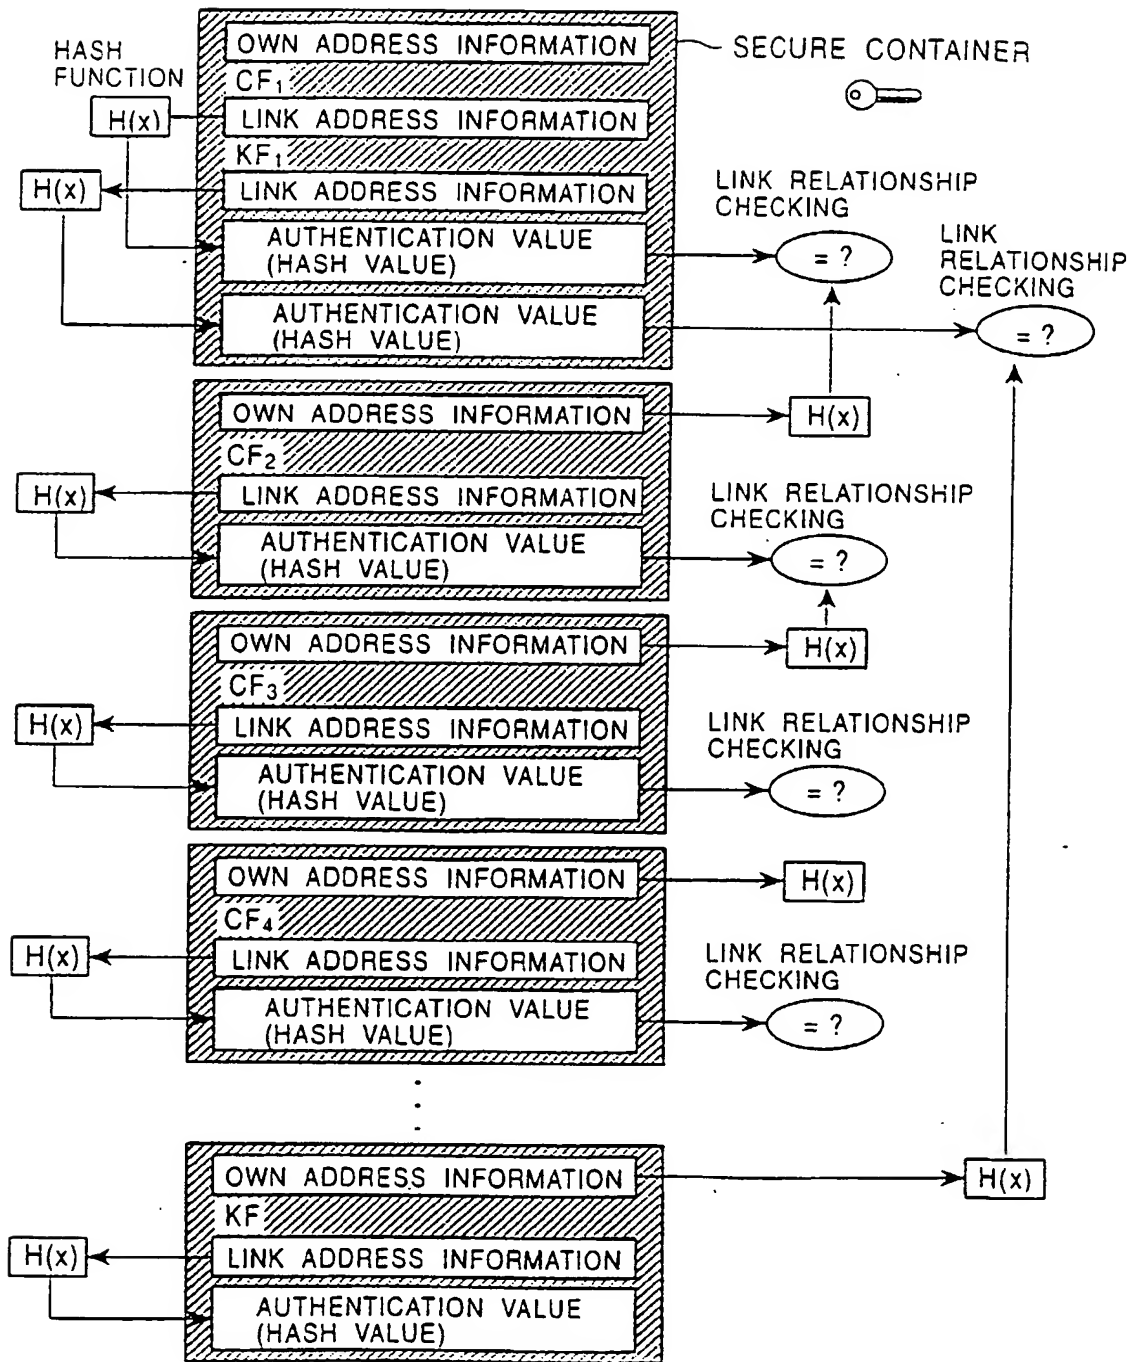 HASH
FUNCTION
OWN ADDRESS INFORMATION
SECURE CONTAINER
CF₁
H(x)
LINK ADDRESS INFORMATION
KF₁
H(x)
LINK ADDRESS INFORMATION
LINK RELATIONSHIP
CHECKING
AUTHENTICATION VALUE
(HASH VALUE)
= ?
LINK
RELATIONSHIP
CHECKING
AUTHENTICATION VALUE
(HASH VALUE)
= ?
OWN ADDRESS INFORMATION
H(x)
CF₂
H(x)
LINK ADDRESS INFORMATION
LINK RELATIONSHIP
CHECKING
AUTHENTICATION VALUE
(HASH VALUE)
= ?
OWN ADDRESS INFORMATION
H(x)
CF₃
H(x)
LINK ADDRESS INFORMATION
LINK RELATIONSHIP
CHECKING
AUTHENTICATION VALUE
(HASH VALUE)
= ?
OWN ADDRESS INFORMATION
H(x)
CF₄
H(x)
LINK ADDRESS INFORMATION
LINK RELATIONSHIP
CHECKING
AUTHENTICATION VALUE
(HASH VALUE)
= ?
OWN ADDRESS INFORMATION
H(x)
KF
H(x)
LINK ADDRESS INFORMATION
AUTHENTICATION VALUE
(HASH VALUE)